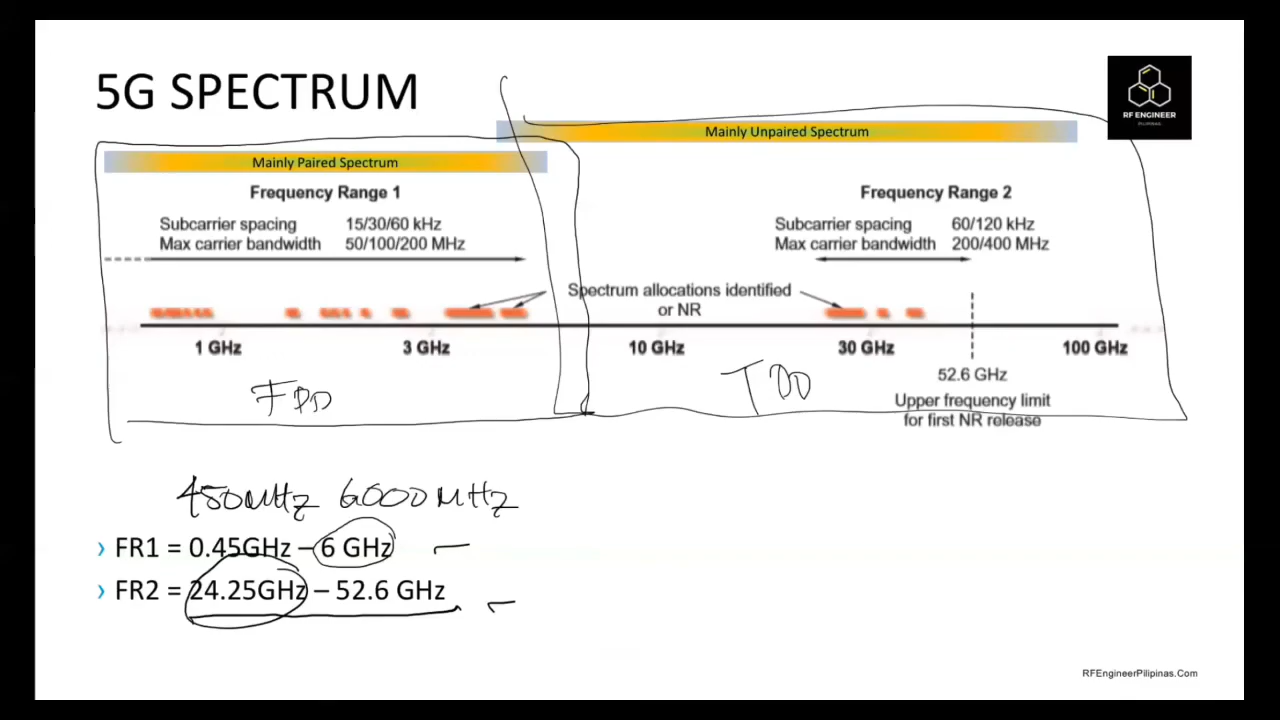 5G SPECTRUM
RF ENGINEER
PILIPINAS
Mainly Unpaired Spectrum
Mainly Paired Spectrum
Frequency Range 1
Subcarrier spacing 15/30/60 kHz
Max carrier bandwidth 50/100/200 MHz
Frequency Range 2
Subcarrier spacing 60/120 kHz
Max carrier bandwidth 200/400 MHz
Spectrum allocations identified
or NR
1 GHz 3 GHz 10 GHz 30 GHz 100 GHz
FDD
TDD
52.6 GHz
Upper frequency limit
for first NR release
450MHz 6000MHz
› FR1 = 0.45GHz – 6 GHz
› FR2 = 24.25GHz – 52.6 GHz
RFEngineerPilipinas.Com